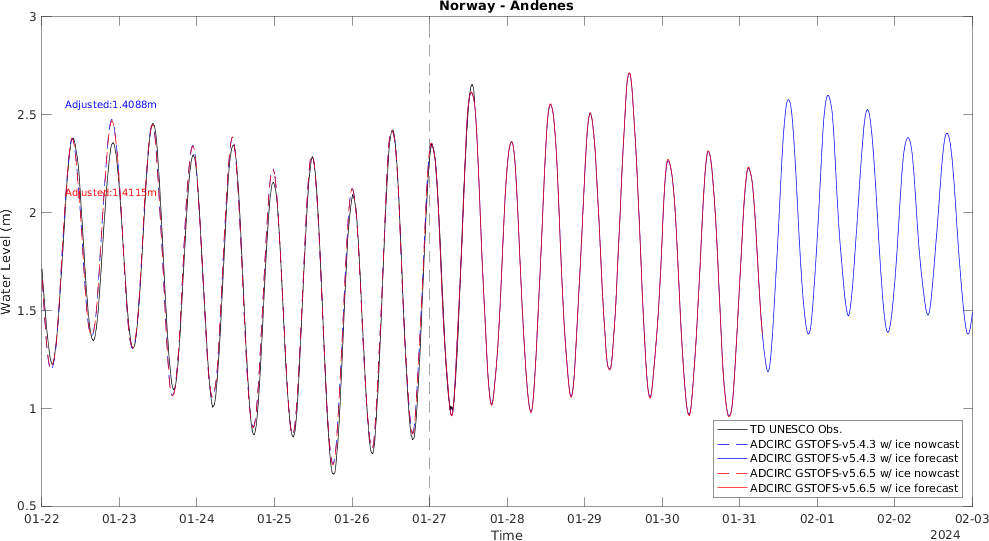 Norway - Andenes
3
2.5
2
1.5
1
0.5
Water Level (m)
Adjusted:1.4088m
Adjusted:1.4115m
01-22
01-23
01-24
01-25
01-26
01-27
01-28
01-29
01-30
01-31
02-01
02-02
02-03
Time
2024
TD UNESCO Obs.
ADCIRC GSTOFS-v5.4.3 w/ ice nowcast
ADCIRC GSTOFS-v5.4.3 w/ ice forecast
ADCIRC GSTOFS-v5.6.5 w/ ice nowcast
ADCIRC GSTOFS-v5.6.5 w/ ice forecast